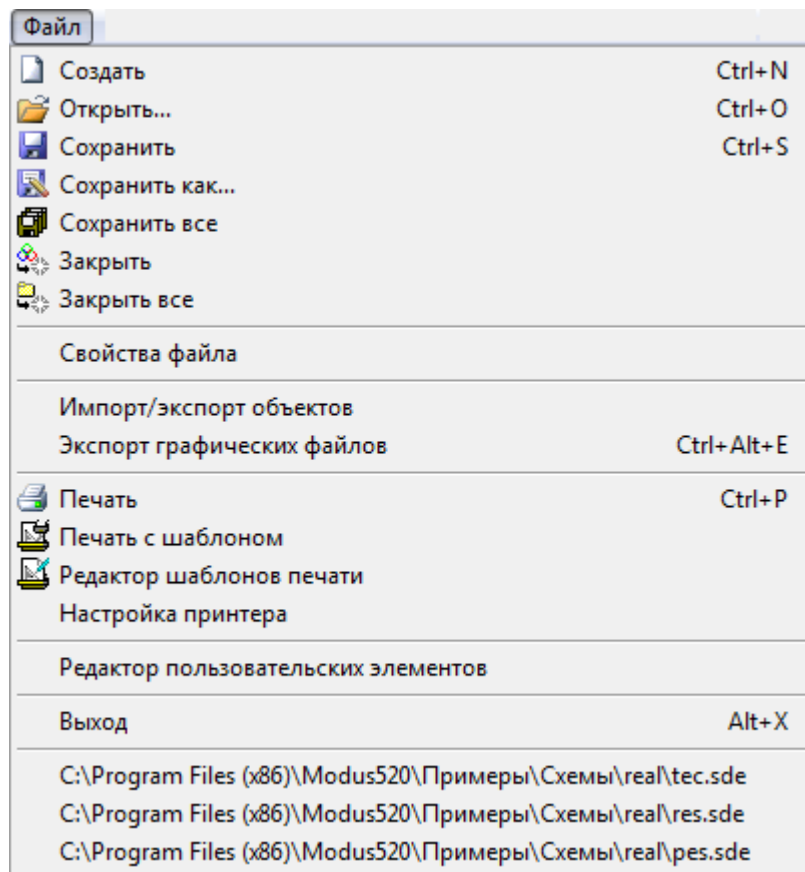 Файл
Создать Ctrl+N
Открыть... Ctrl+O
Сохранить Ctrl+S
Сохранить как...
Сохранить все
Закрыть
Закрыть все
Свойства файла
Импорт/экспорт объектов
Экспорт графических файлов Ctrl+Alt+E
Печать Ctrl+P
Печать с шаблоном
Редактор шаблонов печати
Настройка принтера
Редактор пользовательских элементов
Выход Alt+X
C:\Program Files (x86)\Modus520\Примеры\Схемы\real\tec.sde
C:\Program Files (x86)\Modus520\Примеры\Схемы\real\res.sde
C:\Program Files (x86)\Modus520\Примеры\Схемы\real\pes.sde